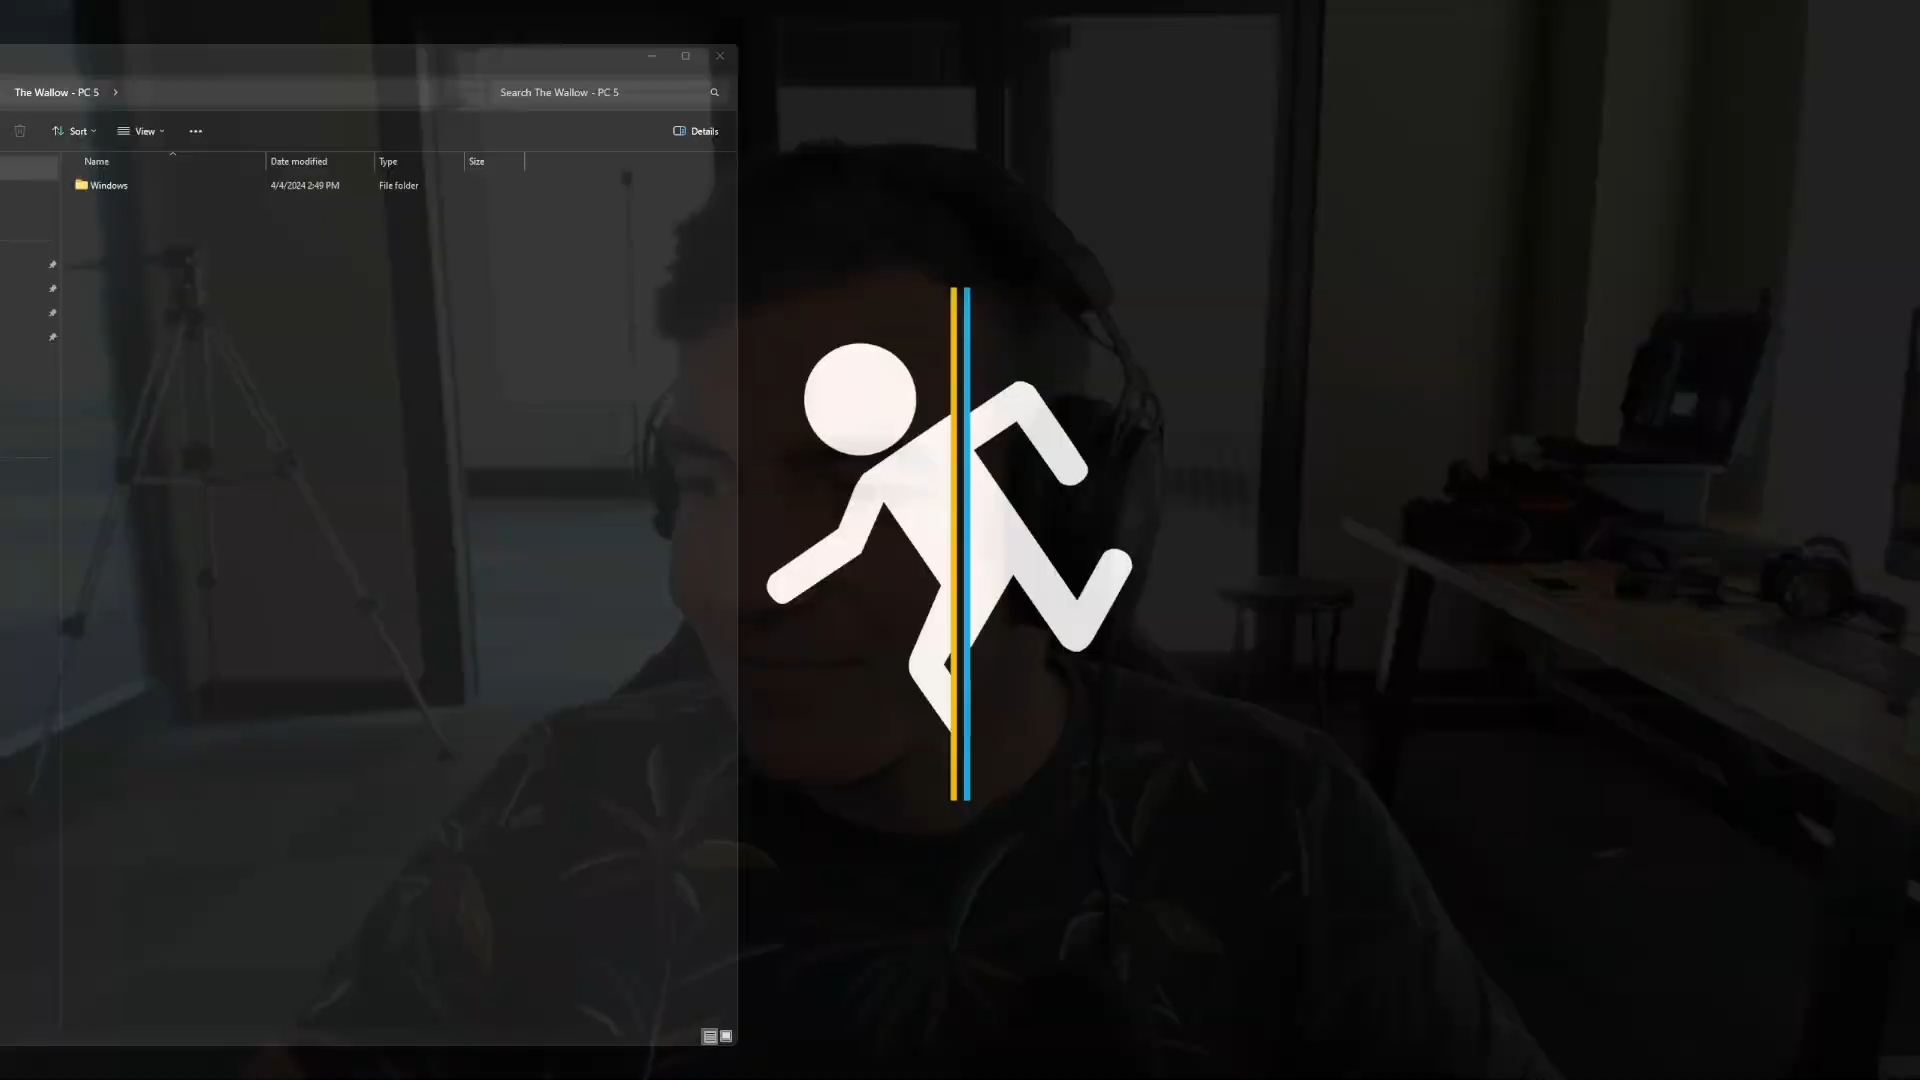 The Wallow - PC 5
Search The Wallow - PC 5
Sort
View
Details
Name
Date modified
Type
Size
Windows
4/4/2024 2:49 PM
File folder